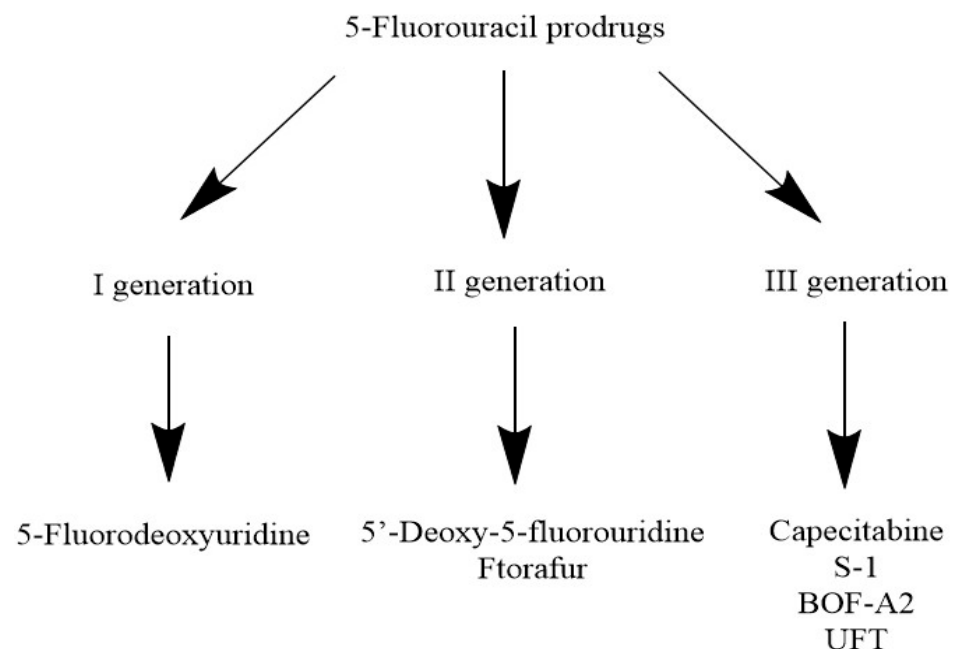 5-Fluorouracil prodrugs
I generation
II generation
III generation
5-Fluorodeoxyuridine
5’-Deoxy-5-fluorouridine
Ftorafur
Capecitabine
S-1
BOF-A2
UFT